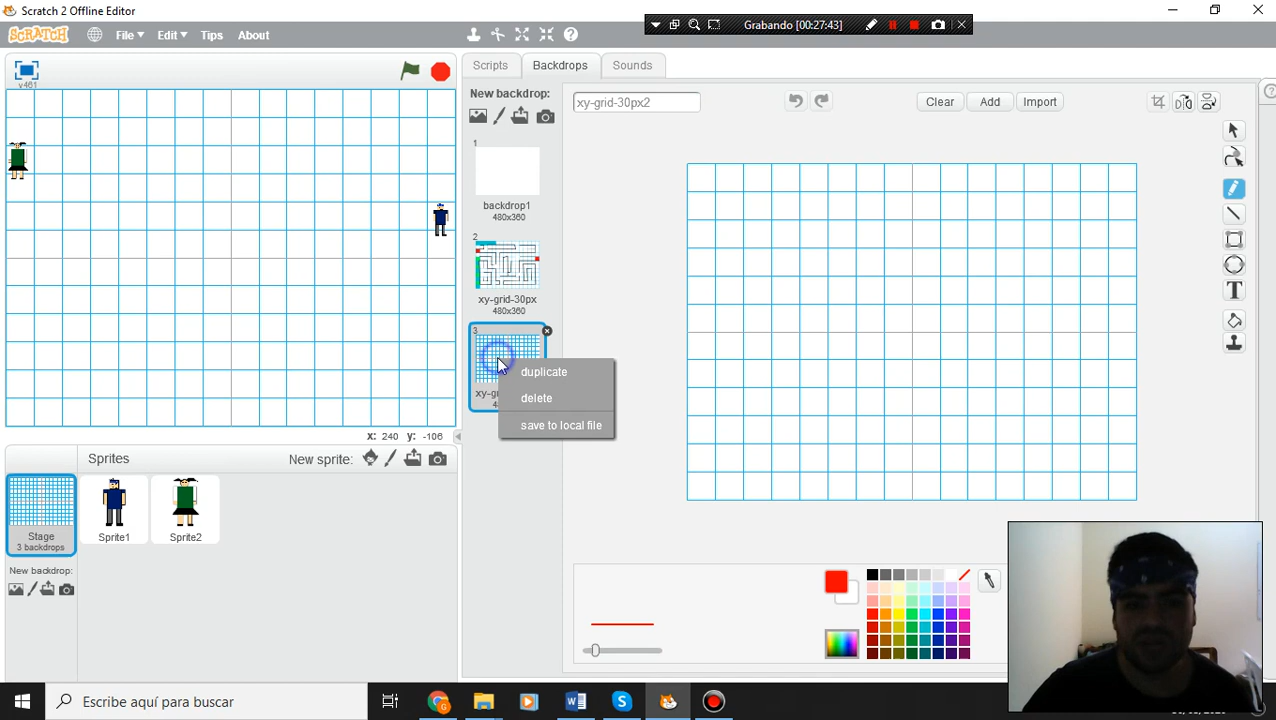 Scratch 2 Offline Editor
Grabando [00:27:43]
SCRATCH
File
Edit
Tips
About
v461
Scripts
Backdrops
Sounds
New backdrop:
xy-grid-30px2
Clear
Add
Import
1
backdrop1
480x360
2
xy-grid-30px
480x360
3
duplicate
delete
save to local file
x: 240 y: -106
Sprites
New sprite:
Stage
3 backdrops
Sprite1
Sprite2
New backdrop:
T
Escribe aquí para buscar